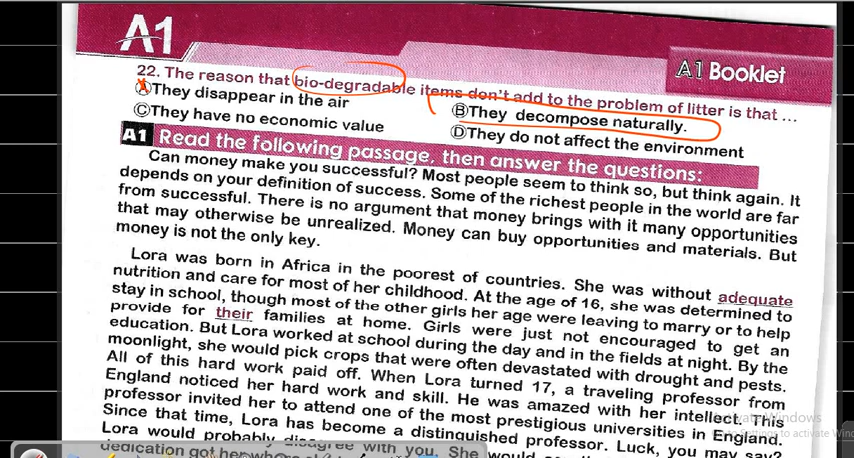 A1
A1 Booklet
22. The reason that bio-degradable items don't add to the problem of litter is that ...
Ⓐ They disappear in the air
Ⓑ They decompose naturally.
Ⓒ They have no economic value
Ⓓ They do not affect the environment
A1 Read the following passage, then answer the questions:
Can money make you successful? Most people seem to think so, but think again. It
depends on your definition of success. Some of the richest people in the world are far
from successful. There is no argument that money brings with it many opportunities
that may otherwise be unrealized. Money can buy opportunities and materials. But
money is not the only key.
Lora was born in Africa in the poorest of countries. She was without adequate
nutrition and care for most of her childhood. At the age of 16, she was determined to
stay in school, though most of the other girls her age were leaving to marry or to help
provide for their families at home. Girls were just not encouraged to get an
education. But Lora worked at school during the day and in the fields at night. By the
moonlight, she would pick crops that were often devastated with drought and pests.
All of this hard work paid off. When Lora turned 17, a traveling professor from
England noticed her hard work and skill. He was amazed with her intellect. This
professor invited her to attend one of the most prestigious universities in England.
Since that time, Lora has become a distinguished professor. Luck, you may say?
Lora would probably disagree with you. She would
dedication got her where
Activate Windows
Go to Settings to activate Win